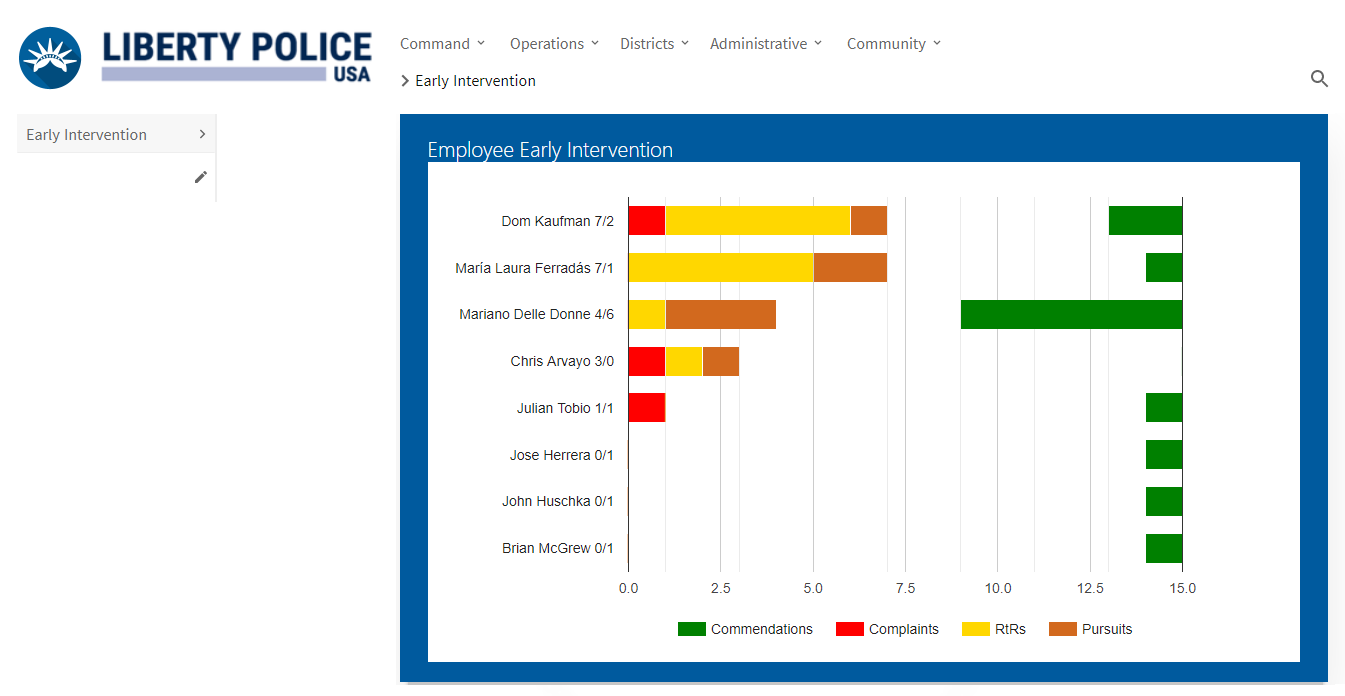 LIBERTY POLICE
USA
Command Operations Districts Administrative Community
Early Intervention
Early Intervention
Employee Early Intervention
Dom Kaufman 7/2
María Laura Ferradás 7/1
Mariano Delle Donne 4/6
Chris Arvayo 3/0
Julian Tobio 1/1
Jose Herrera 0/1
John Huschka 0/1
Brian McGrew 0/1
0.0 2.5 5.0 7.5 10.0 12.5 15.0
Commendations Complaints RtRs Pursuits